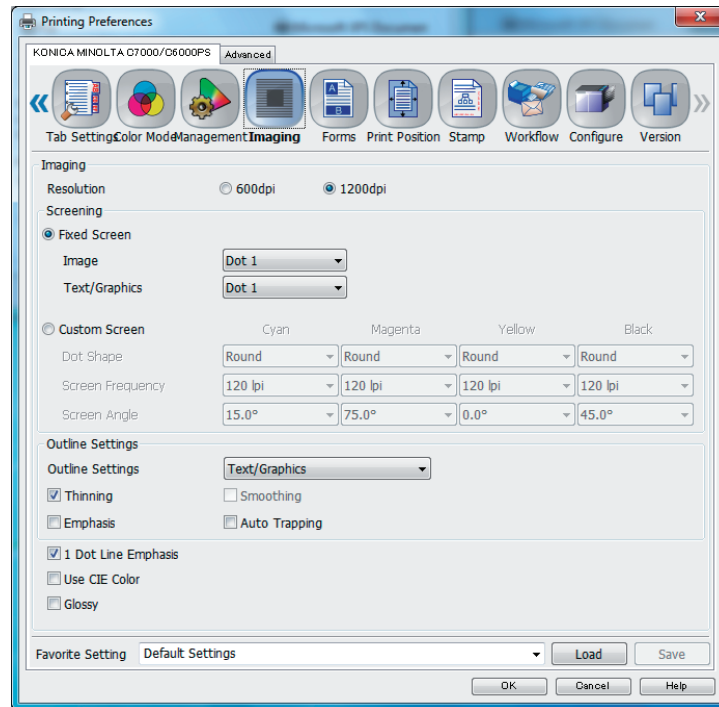 Printing Preferences
KONICA MINOLTA C7000/C6000PS Advanced
Tab Settings Color Mode Management Imaging Forms Print Position Stamp Workflow Configure Version
A
B
Imaging
Resolution 600dpi 1200dpi
Screening
Fixed Screen
Image Dot 1
Text/Graphics Dot 1
Custom Screen Cyan Magenta Yellow Black
Dot Shape Round Round Round Round
Screen Frequency 120 lpi 120 lpi 120 lpi 120 lpi
Screen Angle 15.0° 75.0° 0.0° 45.0°
Outline Settings
Outline Settings Text/Graphics
Thinning Smoothing
Emphasis Auto Trapping
1 Dot Line Emphasis
Use CIE Color
Glossy
Favorite Setting Default Settings Load Save
OK Cancel Help